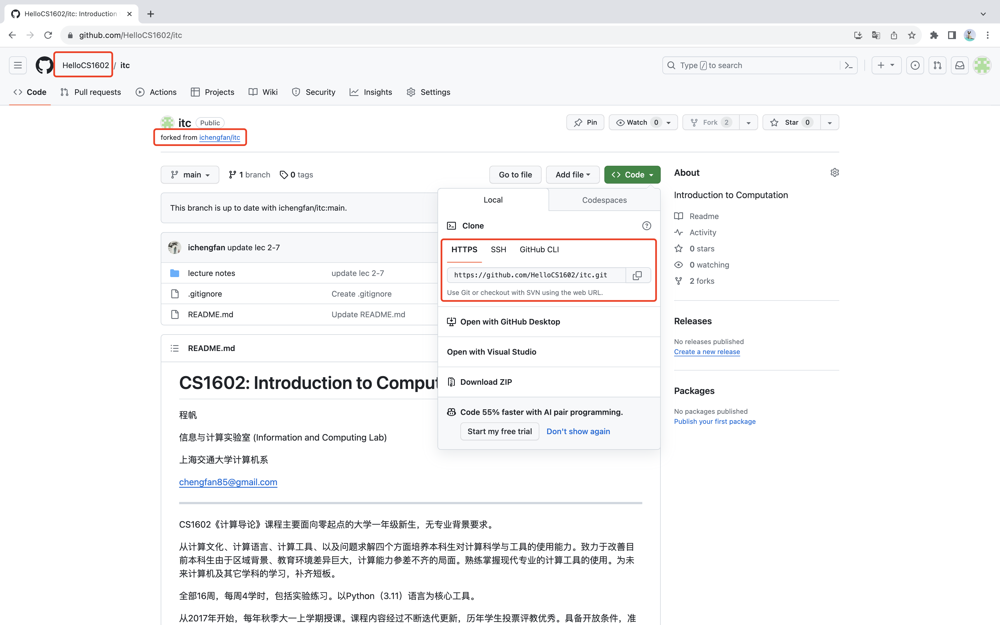 HelloCS1602/itc: Introduction
github.com/HelloCS1602/itc
HelloCS1602 / itc
Type / to search
Code
Pull requests
Actions
Projects
Wiki
Security
Insights
Settings
itc Public
forked from ichengfan/itc
Pin
Watch 0
Fork 2
Star 0
main
1 branch
0 tags
Go to file
Add file
Code
This branch is up to date with ichengfan/itc:main.
ichengfan update lec 2-7
lecture notes update lec 2-7
.gitignore Create .gitignore
README.md Update README.md
Local
Codespaces
Clone
HTTPS SSH GitHub CLI
https://github.com/HelloCS1602/itc.git
Use Git or checkout with SVN using the web URL.
Open with GitHub Desktop
Open with Visual Studio
Download ZIP
Code 55% faster with AI pair programming.
Start my free trial Don't show again
About
Introduction to Computation
Readme
Activity
0 stars
0 watching
2 forks
Releases
No releases published
Create a new release
Packages
No packages published
Publish your first package
README.md
CS1602: Introduction to Comput
程帆
信息与计算实验室 (Information and Computing Lab)
上海交通大学计算机系
chengfan85@gmail.com
CS1602《计算导论》课程主要面向零起点的大学一年级新生，无专业背景要求。
从计算文化、计算语言、计算工具、以及问题求解四个方面培养本科生对计算科学与工具的使用能力。致力于改善目
前本科生由于区域背景、教育环境差异巨大，计算能力参差不齐的局面。熟练掌握现代专业的计算工具的使用。为未
来计算机及其它学科的学习，补齐短板。
全部16周，每周4学时，包括实验练习。以Python（3.11）语言为核心工具。
从2017年开始，每年秋季大一上学期授课。课程内容经过不断迭代更新，历年学生投票评教优秀。具备开放条件，准